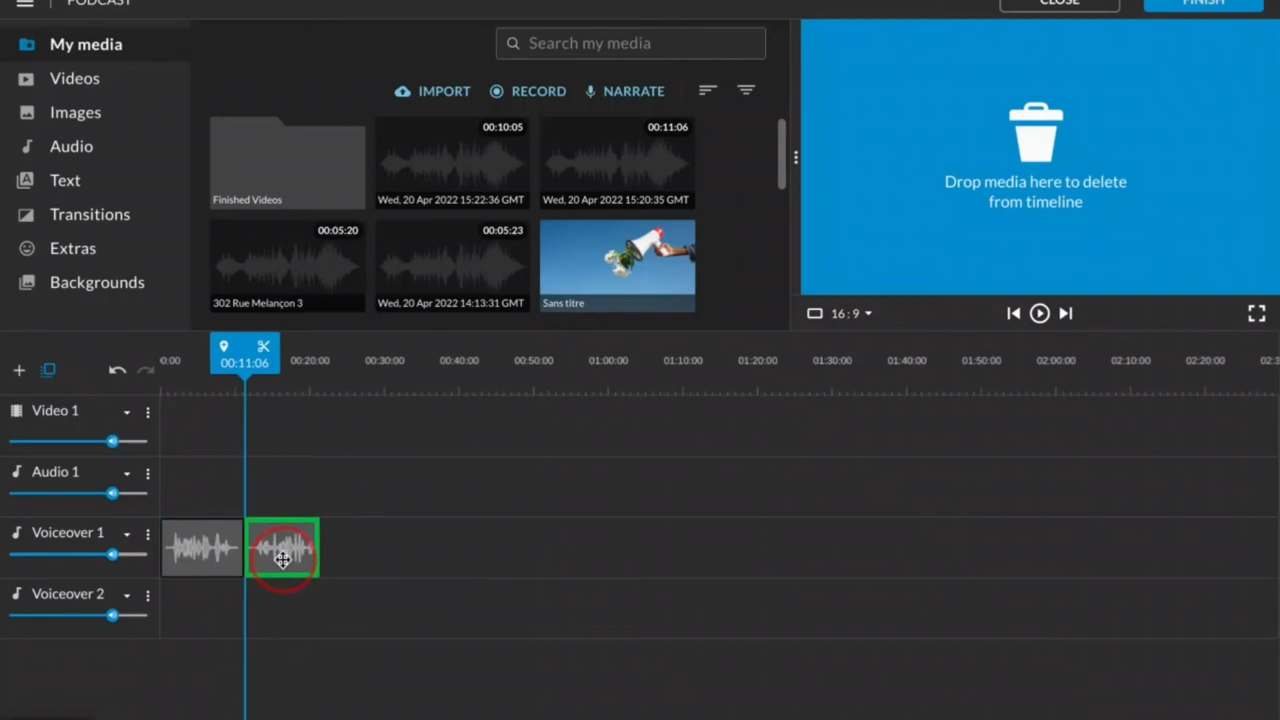 PODCAST
CLOSE
FINISH
My media
Videos
Images
Audio
Text
Transitions
Extras
Backgrounds
Search my media
IMPORT
RECORD
NARRATE
Finished Videos
00:10:05
Wed, 20 Apr 2022 15:22:36 GMT
00:11:06
Wed, 20 Apr 2022 15:20:35 GMT
00:05:20
302 Rue Melançon 3
00:05:23
Wed, 20 Apr 2022 14:13:31 GMT
Sans titre
Drop media here to delete
from timeline
16:9
0:00
00:11:06
00:20:00
00:30:00
00:40:00
00:50:00
01:00:00
01:10:00
01:20:00
01:30:00
01:40:00
01:50:00
02:00:00
02:10:00
02:20:00
02:3
Video 1
Audio 1
Voiceover 1
Voiceover 2